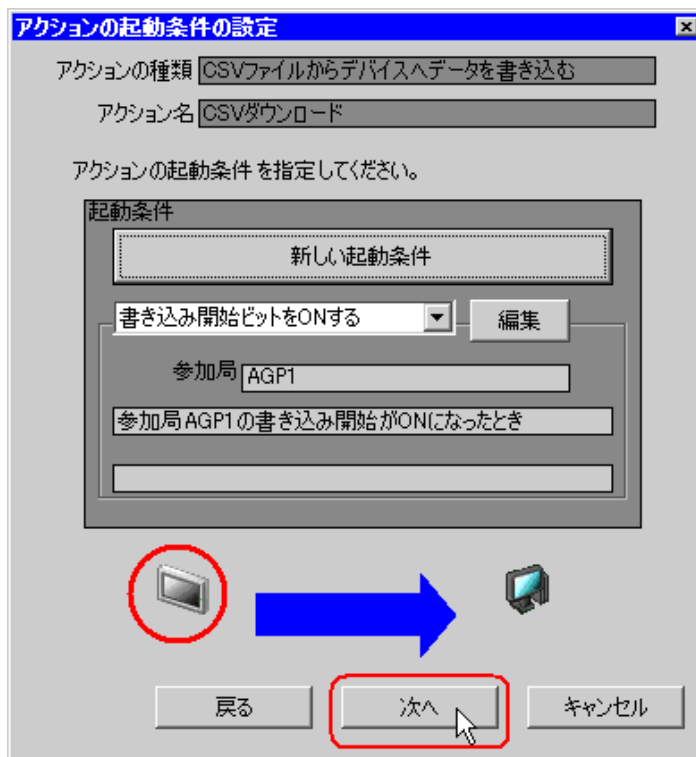 アクションの起動条件の設定
アクションの種類 CSVファイルからデバイスへデータを書き込む
アクション名 CSVダウンロード
アクションの起動条件を指定してください。
起動条件
新しい起動条件
書き込み開始ビットをONする 編集
参加局 AGP1
参加局AGP1の書き込み開始がONになったとき
戻る 次へ キャンセル